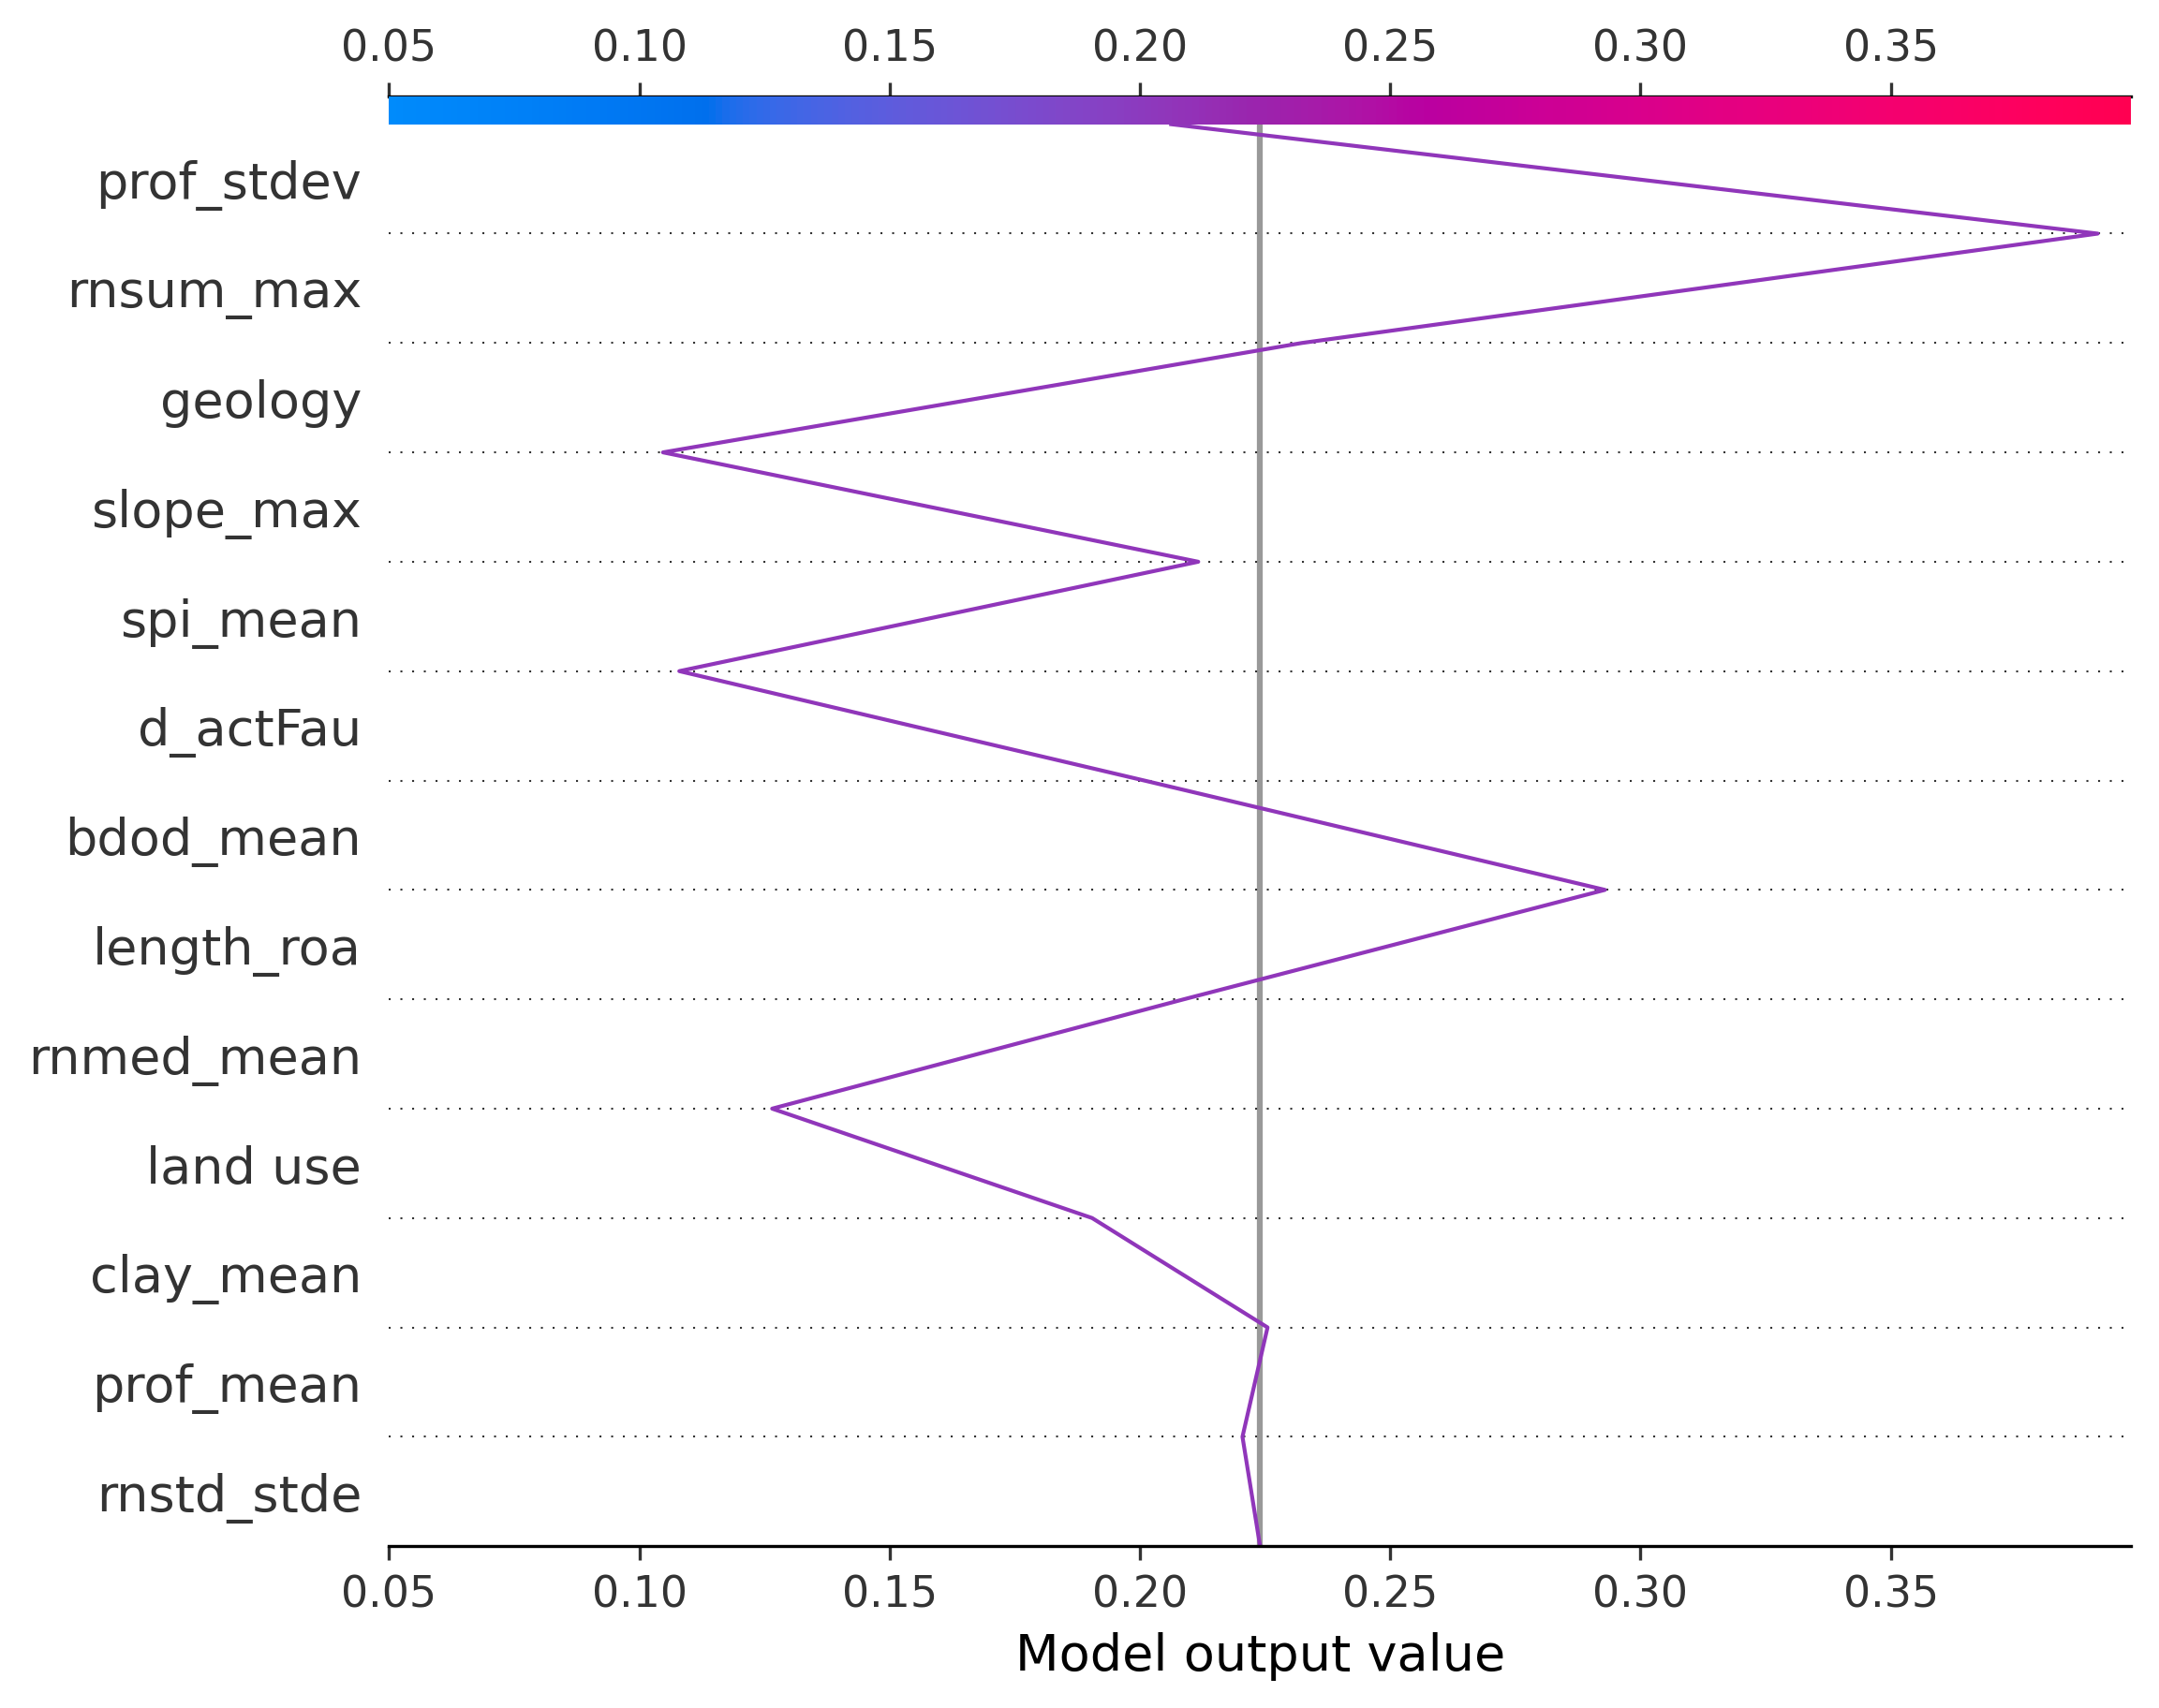 0.05 0.10 0.15 0.20 0.25 0.30 0.35
prof_stdev
rnsum_max
geology
slope_max
spi_mean
d_actFau
bdod_mean
length_roa
rnmed_mean
land use
clay_mean
prof_mean
rnstd_stde
0.05 0.10 0.15 0.20 0.25 0.30 0.35
Model output value